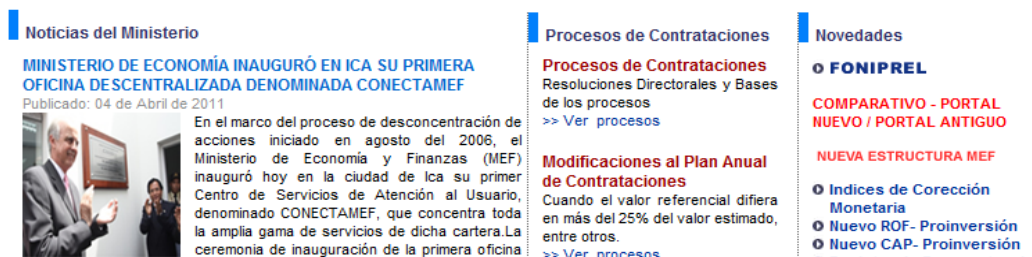 Noticias del Ministerio
MINISTERIO DE ECONOMÍA INAUGURÓ EN ICA SU PRIMERA
OFICINA DESCENTRALIZADA DENOMINADA CONECTAMEF
Publicado: 04 de Abril de 2011
En el marco del proceso de desconcentración de
acciones iniciado en agosto del 2006, el
Ministerio de Economía y Finanzas (MEF)
inauguró hoy en la ciudad de Ica su primer
Centro de Servicios de Atención al Usuario,
denominado CONECTAMEF, que concentra toda
la amplia gama de servicios de dicha cartera.La
ceremonia de inauguración de la primera oficina
Procesos de Contrataciones
Procesos de Contrataciones
Resoluciones Directorales y Bases
de los procesos
>> Ver procesos
Modificaciones al Plan Anual
de Contrataciones
Cuando el valor referencial difiera
en más del 25% del valor estimado,
entre otros.
>> Ver procesos
Novedades
FONIPREL
COMPARATIVO - PORTAL
NUEVO / PORTAL ANTIGUO
NUEVA ESTRUCTURA MEF
Indices de Corección
Monetaria
Nuevo ROF- Proinversión
Nuevo CAP- Proinversión